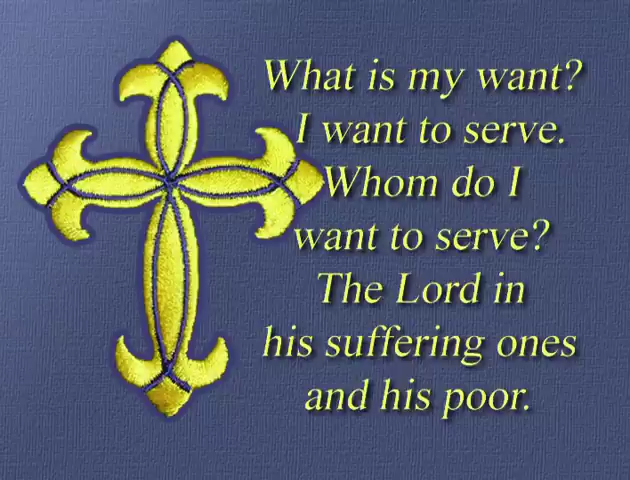 What is my want?
I want to serve.
Whom do I
want to serve?
The Lord in
his suffering ones
and his poor.